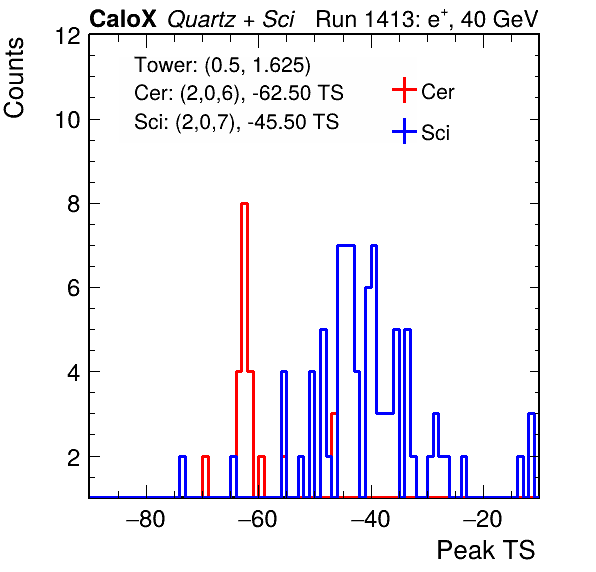 CaloX Quartz + Sci Run 1413: e⁺, 40 GeV
Counts
Tower: (0.5, 1.625)
Cer: (2,0,6), -62.50 TS
Sci: (2,0,7), -45.50 TS
Cer
Sci
12
10
8
6
4
2
−80 −60 −40 −20
Peak TS